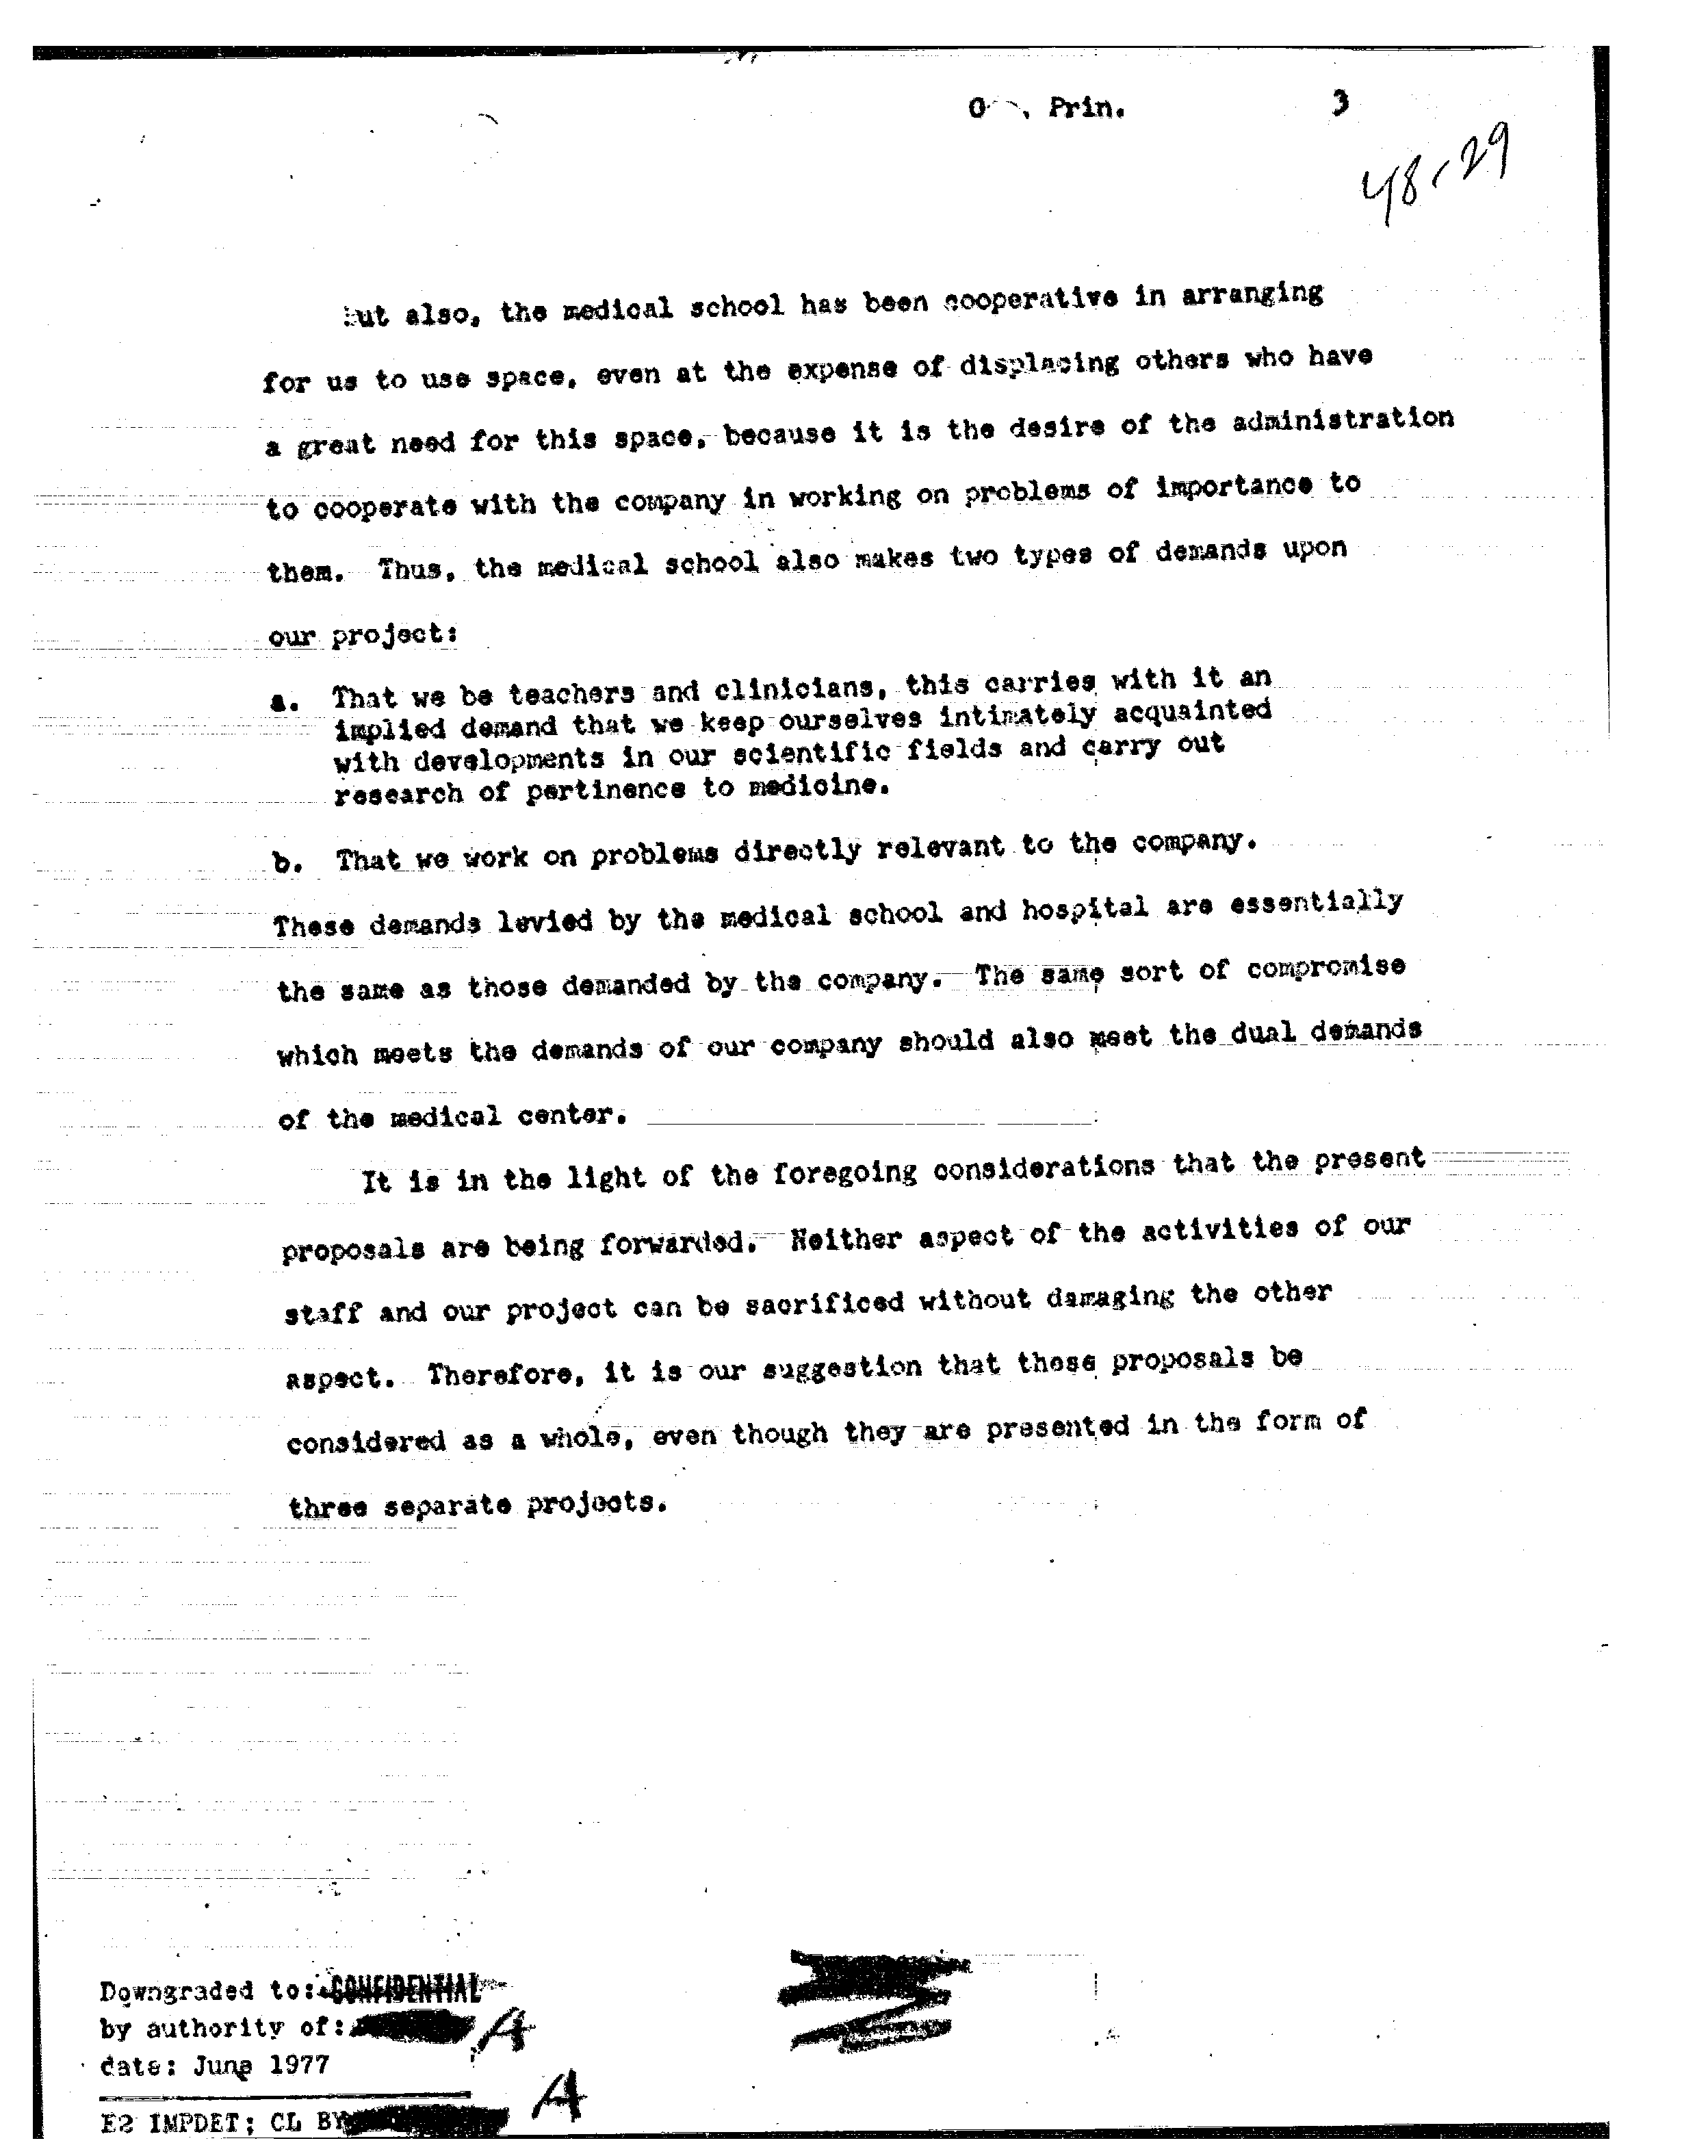 Prin. 3
48-29
But also, the medical school has been cooperative in arranging
for us to use space, even at the expense of displacing others who have
a great need for this space, because it is the desire of the administration
to cooperate with the company in working on problems of importance to
them. Thus, the medical school also makes two types of demands upon
our project:
a. That we be teachers and clinicians, this carries with it an
implied demand that we keep ourselves intimately acquainted
with developments in our scientific fields and carry out
research of pertinence to medicine.
b. That we work on problems directly relevant to the company.
These demands levied by the medical school and hospital are essentially
the same as those demanded by the company. The same sort of compromise
which meets the demands of our company should also meet the dual demands
of the medical center.
It is in the light of the foregoing considerations that the present
proposals are being forwarded. Neither aspect of the activities of our
staff and our project can be sacrificed without damaging the other
aspect. Therefore, it is our suggestion that these proposals be
considered as a whole, even though they are presented in the form of
three separate projects.
Downgraded to: CONFIDENTIAL
by authority of: A
date: June 1977
A
E2 IMPDET; CL BY